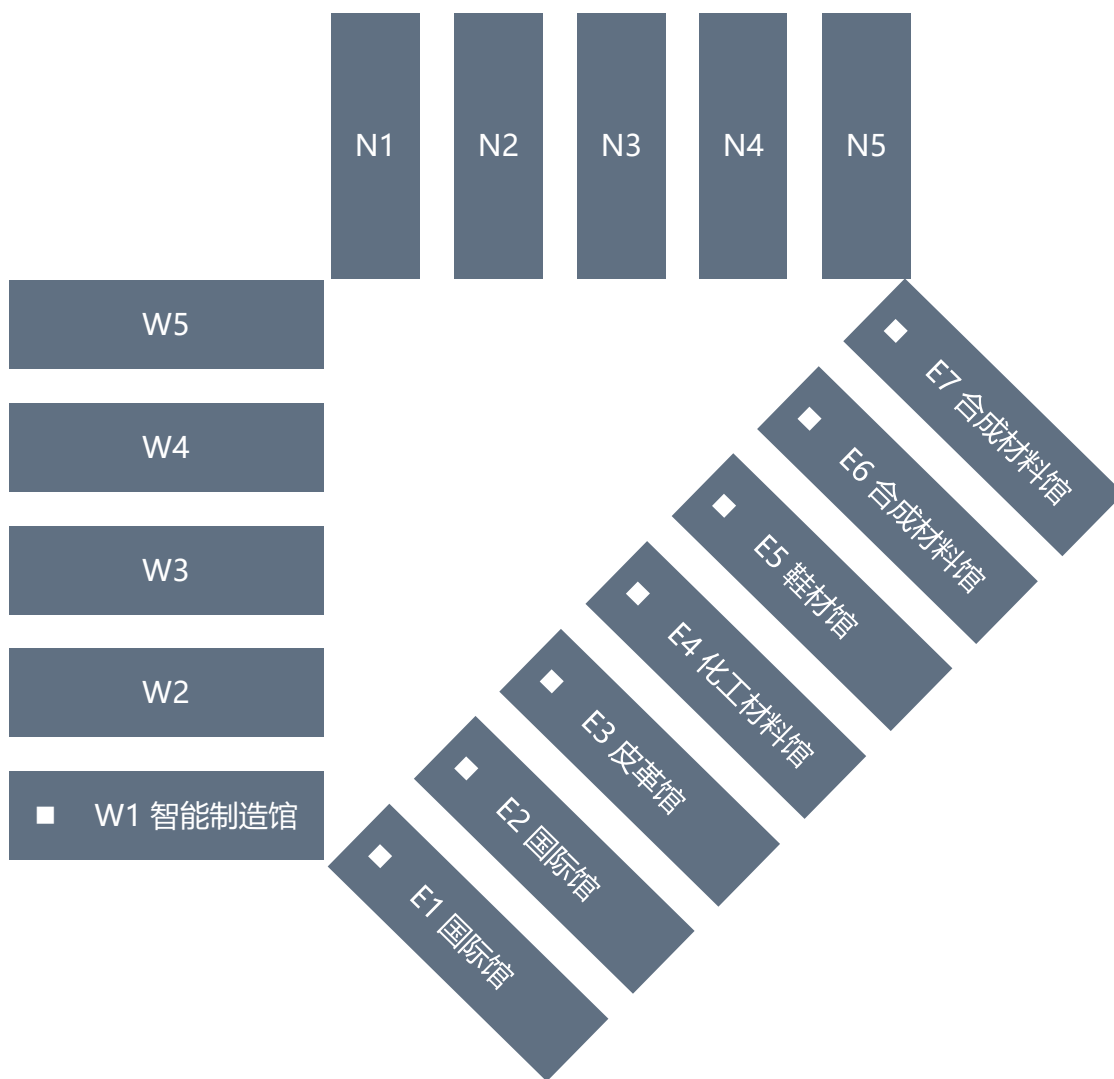 N1
N2
N3
N4
N5
W5
W4
W3
W2
W1 智能制造馆
E7 合成材料馆
E6 合成材料馆
E5 鞋材馆
E4 化工材料馆
E3 皮革馆
E2 国际馆
E1 国际馆